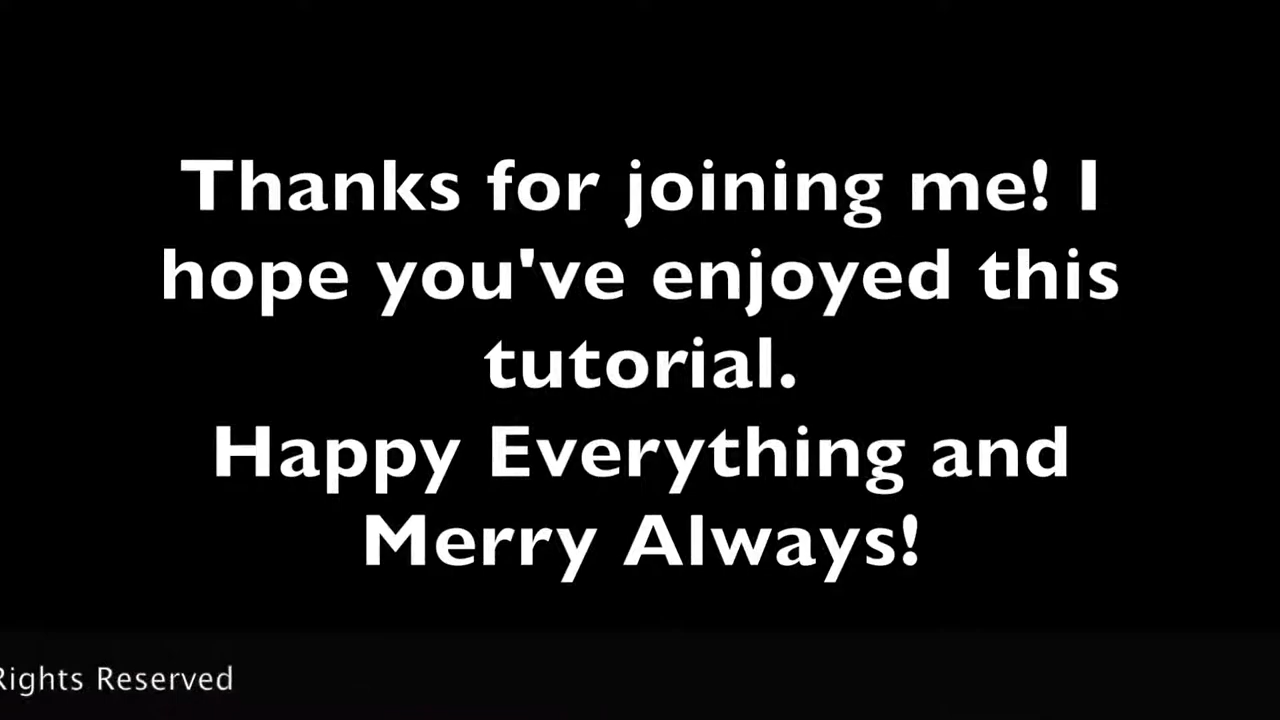 Thanks for joining me! I
hope you've enjoyed this
tutorial.
Happy Everything and
Merry Always!
Rights Reserved